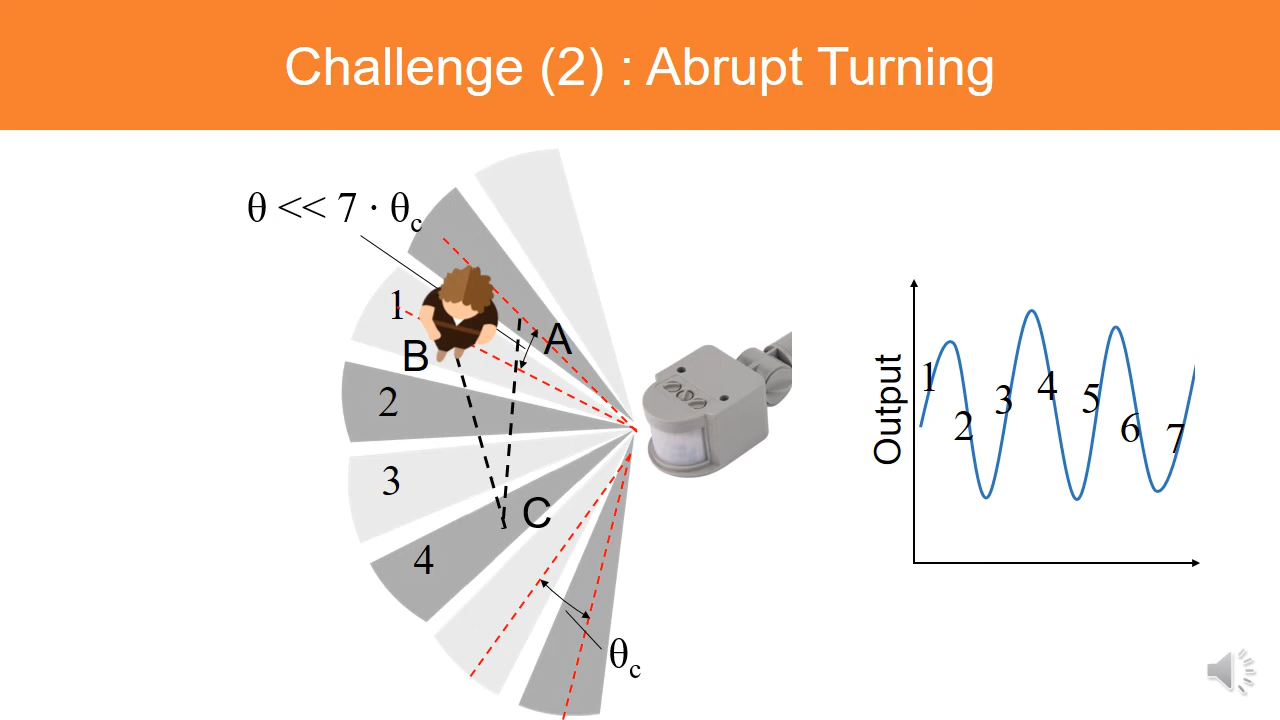 Challenge (2) : Abrupt Turning
θ << 7 · θc
1
A
B
2
3
C
4
θc
Output
1
2
3
4
5
6
7